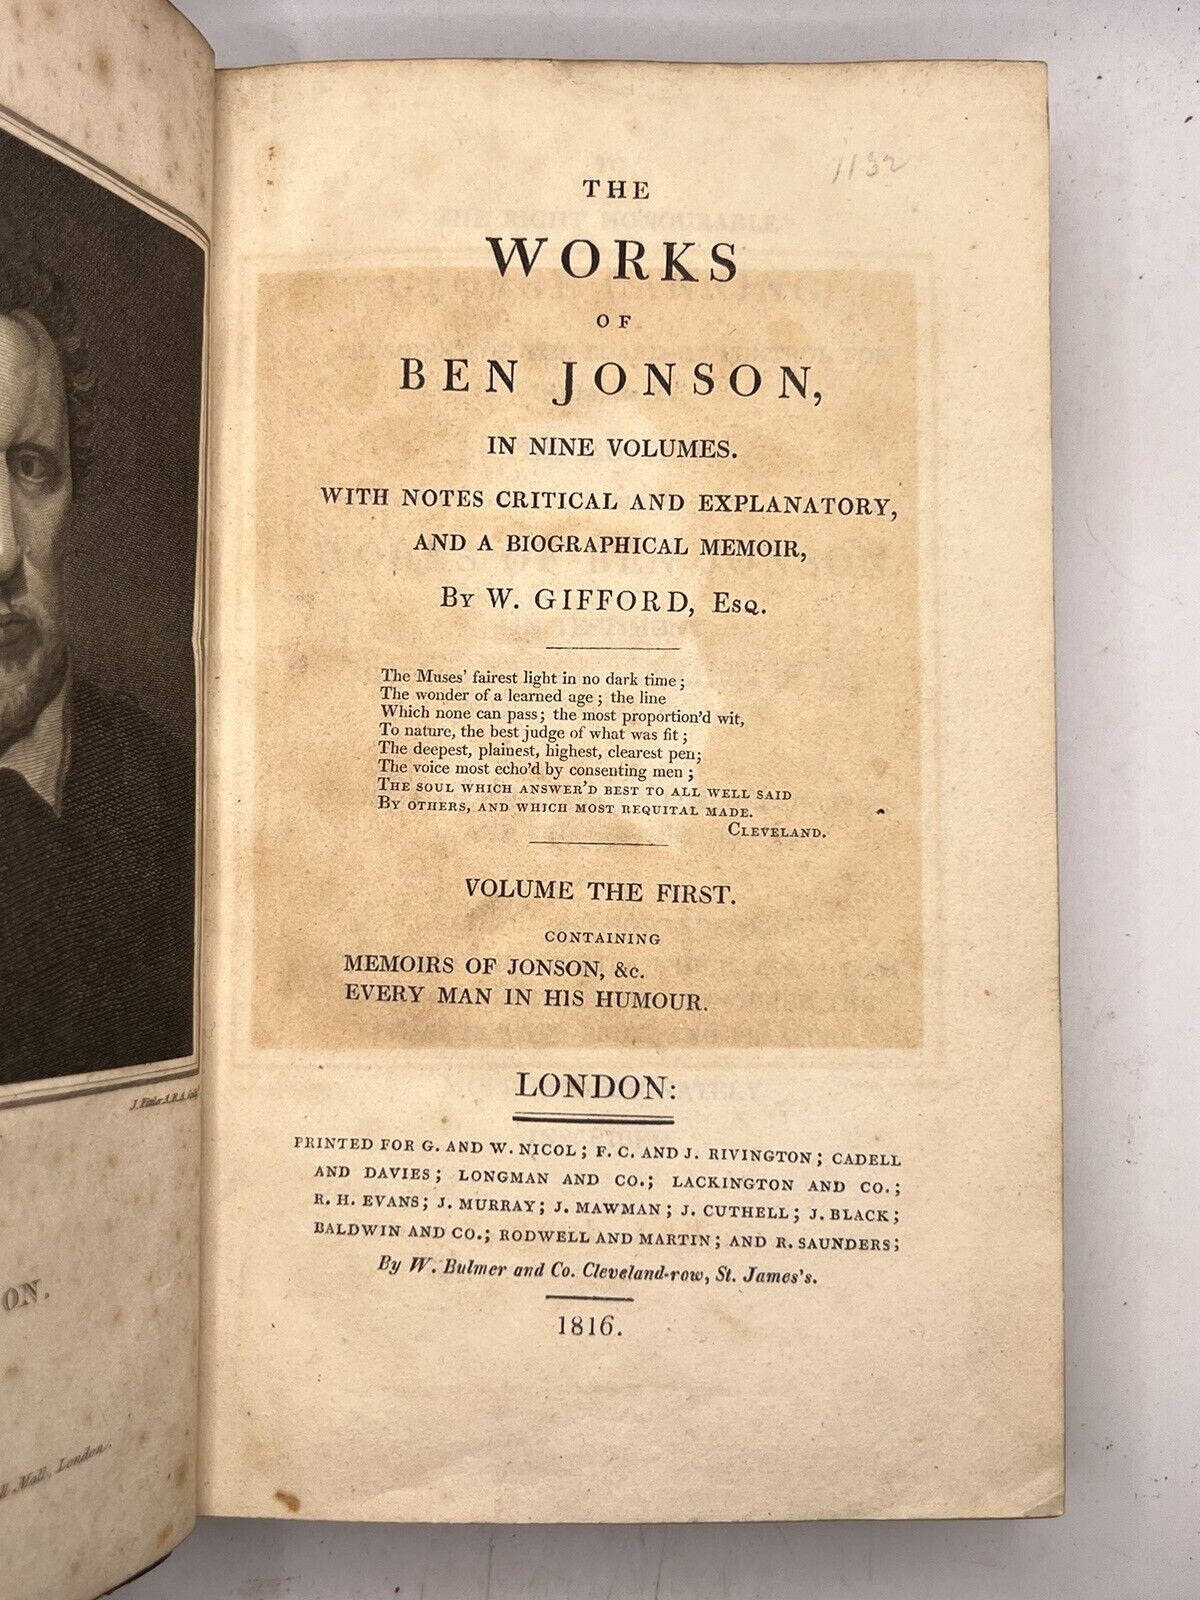 1132
THE
WORKS
OF
BEN JONSON,
IN NINE VOLUMES.
WITH NOTES CRITICAL AND EXPLANATORY,
AND A BIOGRAPHICAL MEMOIR,
By W. GIFFORD, Esq.
The Muses' fairest light in no dark time;
The wonder of a learned age; the line
Which none can pass; the most proportion'd wit,
To nature, the best judge of what was fit;
The deepest, plainest, highest, clearest pen;
The voice most echo'd by consenting men;
The soul which answer'd best to all well said
By others, and which most requital made.
Cleveland.
VOLUME THE FIRST.
CONTAINING
MEMOIRS OF JONSON, &c.
EVERY MAN IN HIS HUMOUR.
LONDON:
PRINTED FOR G. AND W. NICOL; F. C. AND J. RIVINGTON; CADELL
AND DAVIES; LONGMAN AND CO.; LACKINGTON AND CO.;
R. H. EVANS; J. MURRAY; J. MAWMAN; J. CUTHELL; J. BLACK;
BALDWIN AND CO.; RODWELL AND MARTIN; AND R. SAUNDERS;
By W. Bulmer and Co. Cleveland-row, St. James's.
1816.
ON.
Mall, London.